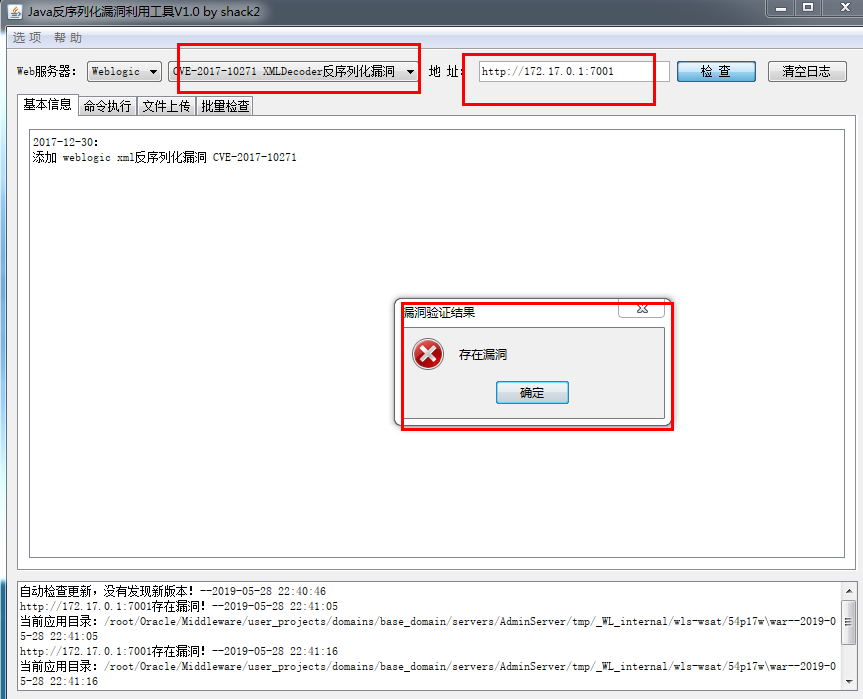 Java反序列化漏洞利用工具V1.0 by shack2
选 项 帮 助
Web服务器： Weblogic CVE-2017-10271 XMLDecoder反序列化漏洞 地 址： http://172.17.0.1:7001 检 查 清空日志
基本信息 命令执行 文件上传 批量检查
2017-12-30：
添加 weblogic xml反序列化漏洞 CVE-2017-10271
漏洞验证结果
存在漏洞
确定
自动检查更新，没有发现新版本！--2019-05-28 22:40:46
http://172.17.0.1:7001存在漏洞！--2019-05-28 22:41:05
当前应用目录：/root/Oracle/Middleware/user_projects/domains/base_domain/servers/AdminServer/tmp/_WL_internal/wls-wsat/54p17w\war--2019-0
5-28 22:41:05
http://172.17.0.1:7001存在漏洞！--2019-05-28 22:41:16
当前应用目录：/root/Oracle/Middleware/user_projects/domains/base_domain/servers/AdminServer/tmp/_WL_internal/wls-wsat/54p17w\war--2019-0
5-28 22:41:16